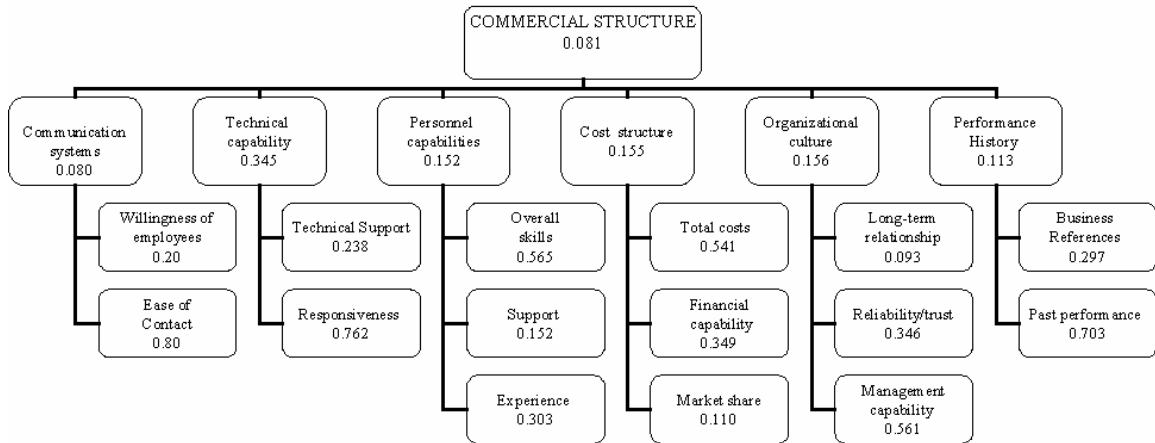 COMMERCIAL STRUCTURE
0.081
Communication
systems
0.080
Technical
capability
0.345
Personnel
capabilities
0.152
Cost structure
0.155
Organizational
culture
0.156
Performance
History
0.113
Willingness of
employees
0.20
Ease of
Contact
0.80
Technical Support
0.238
Responsiveness
0.762
Overall
skills
0.565
Support
0.152
Experience
0.303
Total costs
0.541
Financial
capability
0.349
Market share
0.110
Long-term
relationship
0.093
Reliability/trust
0.346
Management
capability
0.561
Business
References
0.297
Past performance
0.703